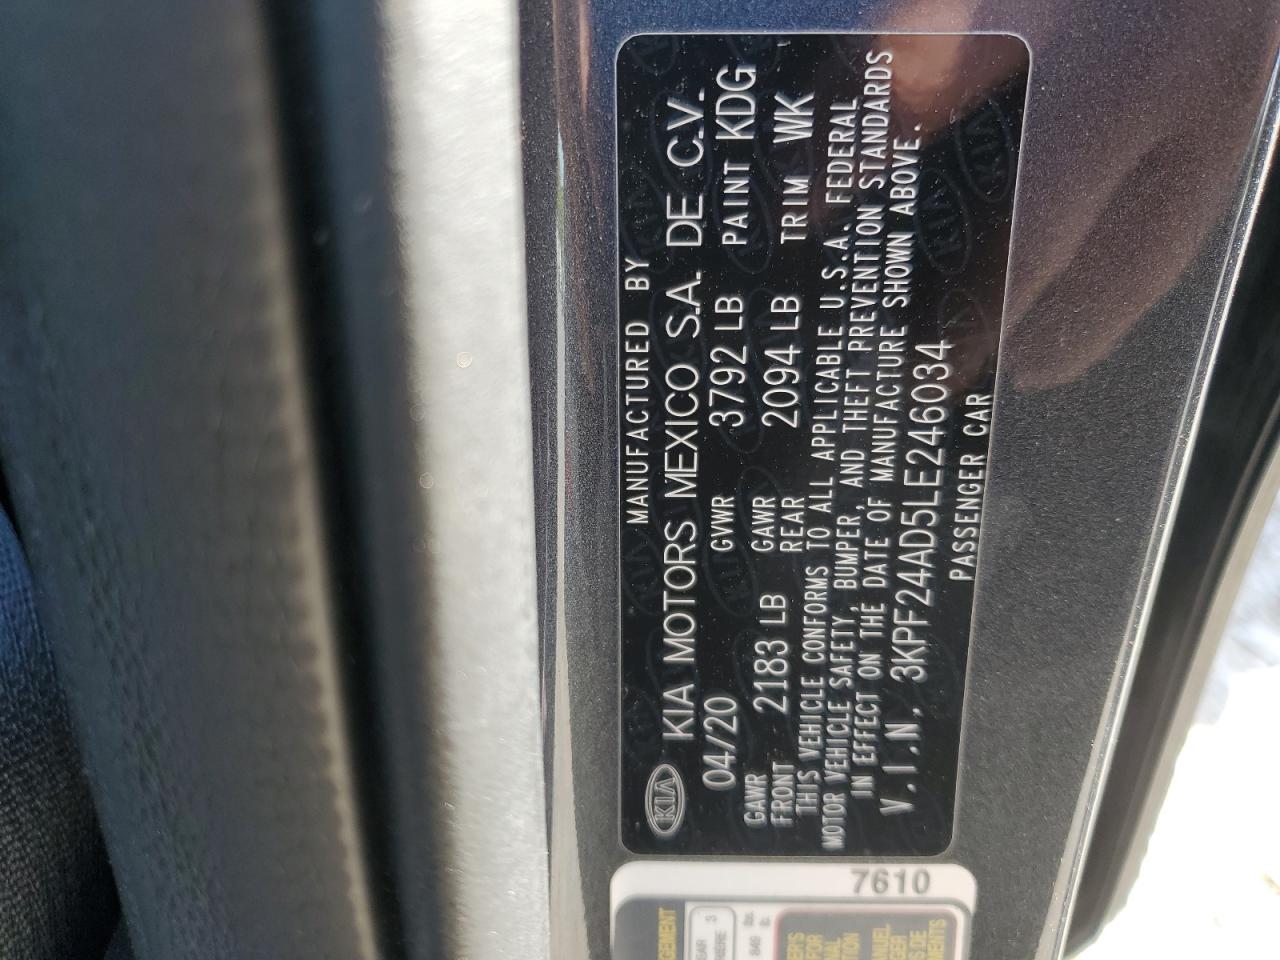 MANUFACTURED BY
KIA KIA MOTORS MEXICO S.A. DE C.V.
04/20 GVWR 3792 LB PAINT KDG
GAWR FRONT 2183 LB GAWR REAR 2094 LB TRIM WK
THIS VEHICLE CONFORMS TO ALL APPLICABLE U.S.A. FEDERAL
MOTOR VEHICLE SAFETY, BUMPER, AND THEFT PREVENTION STANDARDS
IN EFFECT ON THE DATE OF MANUFACTURE SHOWN ABOVE.
V.I.N. 3KPF24AD5LE246034
PASSENGER CAR
7610